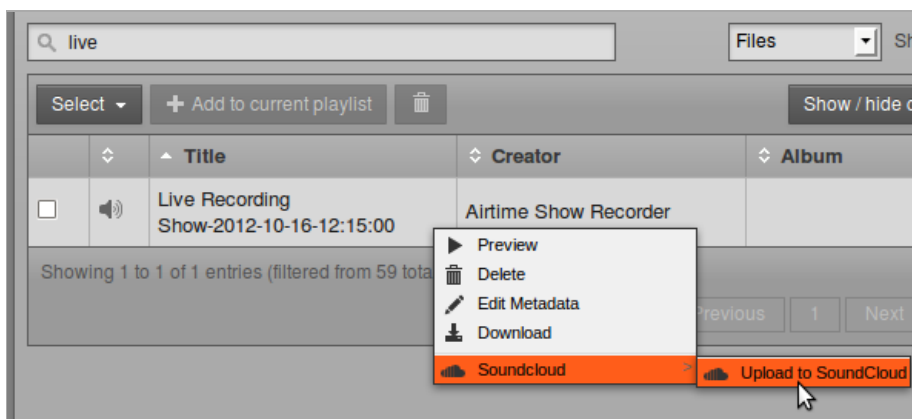 live
Files
Sh
Select
Add to current playlist
Show / hide c
Title
Creator
Album
Live Recording
Show-2012-10-16-12:15:00
Airtime Show Recorder
Showing 1 to 1 of 1 entries (filtered from 59 tota
Preview
Delete
Edit Metadata
Download
Previous
1
Next
Soundcloud
>
Upload to SoundCloud